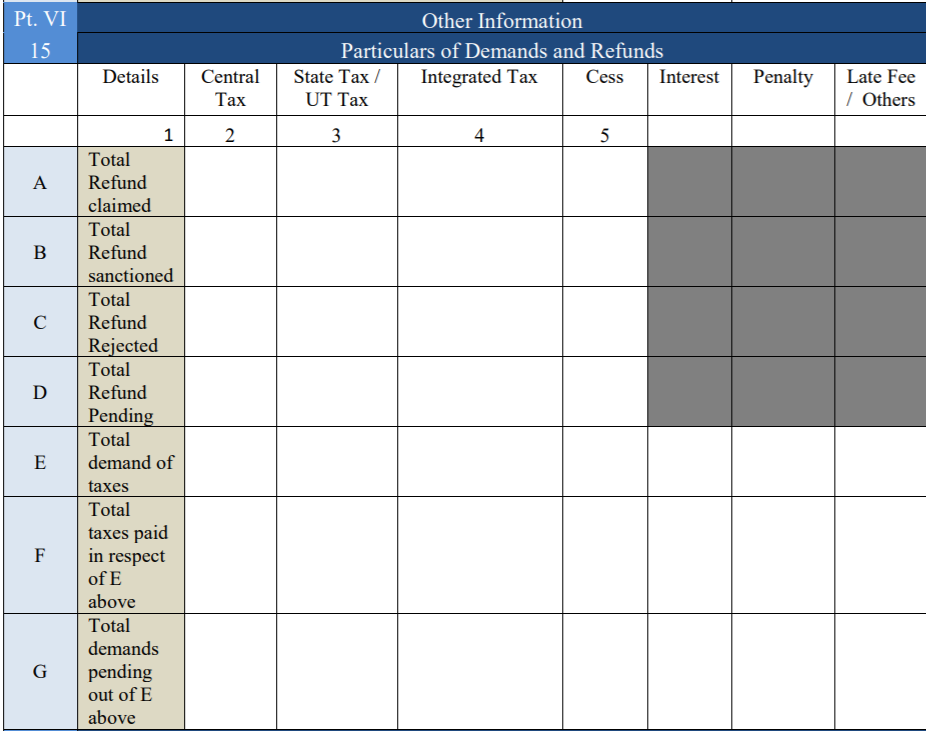 Pt. VI Other Information
15 Particulars of Demands and Refunds
Details Central State Tax / Integrated Tax Cess Interest Penalty Late Fee
Tax UT Tax / Others
1 2 3 4 5
Total
A Refund
claimed
Total
B Refund
sanctioned
Total
C Refund
Rejected
Total
D Refund
Pending
Total
E demand of
taxes
Total
taxes paid
F in respect
of E
above
Total
demands
G pending
out of E
above